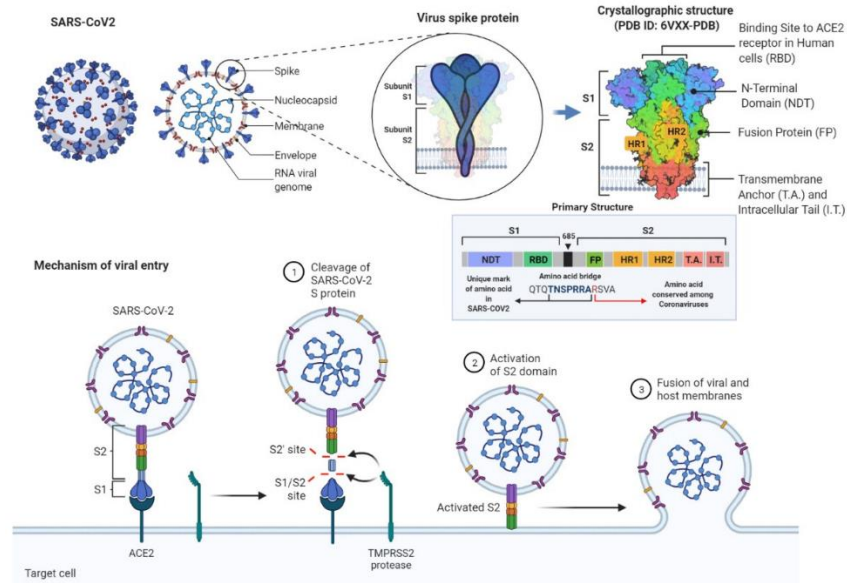 SARS-CoV2
Spike
Nucleocapsid
Membrane
Envelope
RNA viral
genome
Virus spike protein
Subunit
S1
Subunit
S2
Crystallographic structure
(PDB ID: 6VXX-PDB)
S1
S2
HR1
HR2
Binding Site to ACE2
receptor in Human
cells (RBD)
N-Terminal
Domain (NDT)
Fusion Protein (FP)
Transmembrane
Anchor (T.A.) and
Intracellular Tail (I.T.)
Primary Structure
S1
685
S2
NDT
RBD
FP
HR1
HR2
T.A.
I.T.
Unique mark
of amino acid
in
SARS-COV2
Amino acid bridge
QTQTNSPRRARSVA
Amino acid
conserved among
Coronaviruses
Mechanism of viral entry
SARS-CoV-2
S2
S1
ACE2
1
Cleavage of
SARS-CoV-2
S protein
S2' site
S1/S2
site
TMPRSS2
protease
2
Activation
of S2 domain
Activated S2
3
Fusion of viral and
host membranes
Target cell